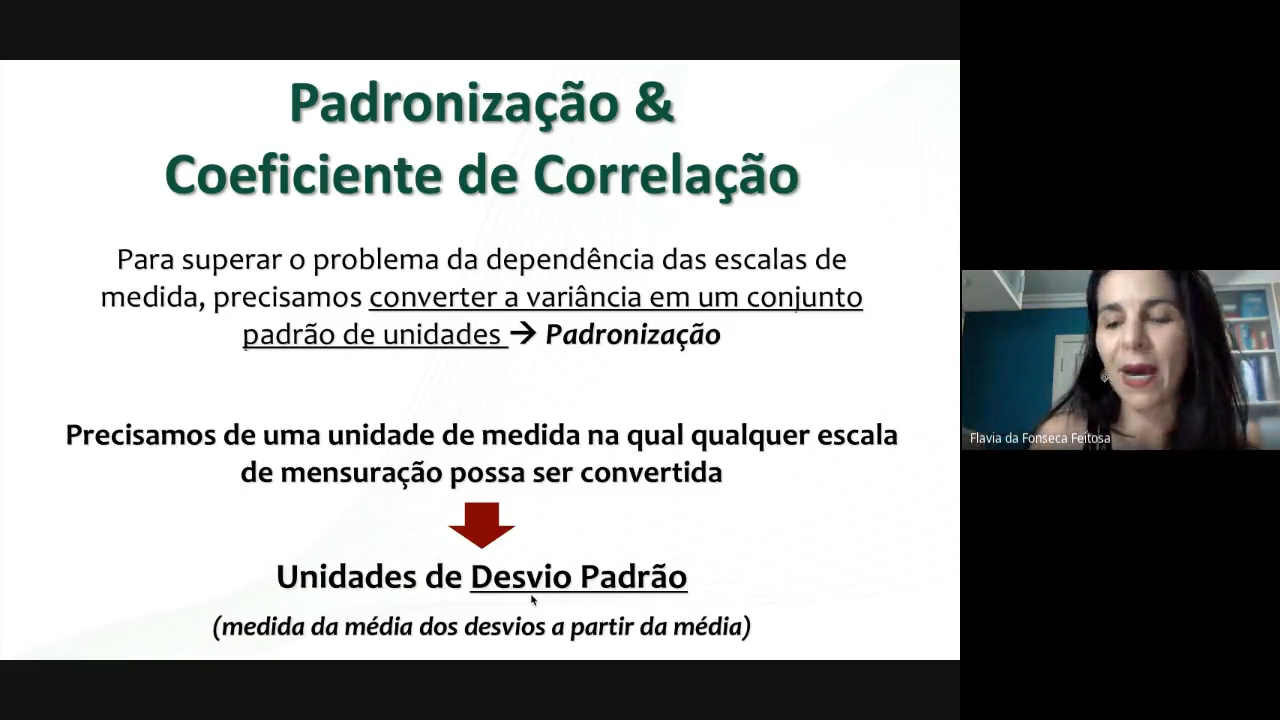 Padronização &
Coeficiente de Correlação
Para superar o problema da dependência das escalas de
medida, precisamos converter a variância em um conjunto
padrão de unidades → Padronização
Precisamos de uma unidade de medida na qual qualquer escala
de mensuração possa ser convertida
Unidades de Desvio Padrão
(medida da média dos desvios a partir da média)
Flavia da Fonseca Feitosa